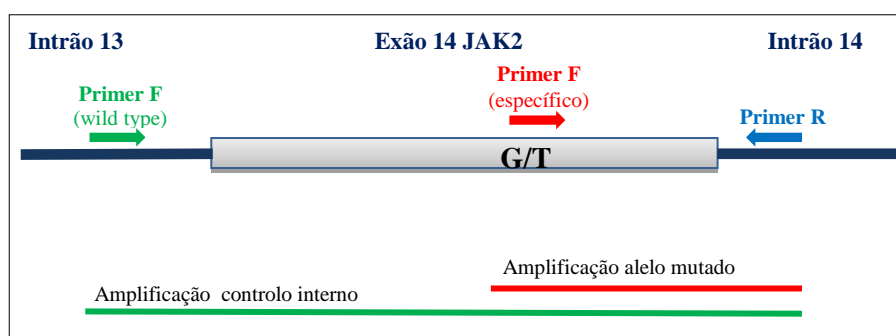 Intrão 13
Exão 14 JAK2
Intrão 14
Primer F
(wild type)
Primer F
(específico)
Primer R
G/T
Amplificação alelo mutado
Amplificação controlo interno